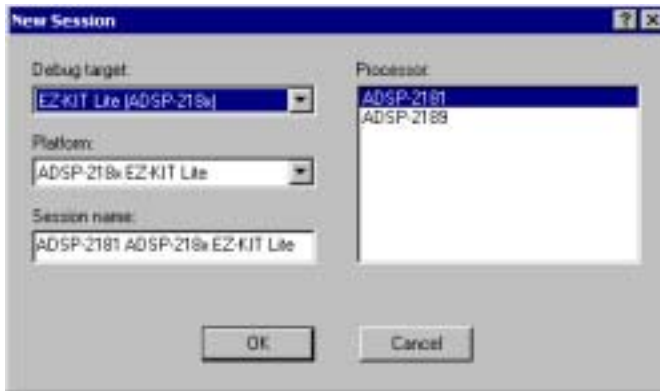 New Session
Debug target:
EZ-KIT Lite (ADSP-218x)
Platform:
ADSP-218x EZ-KIT Lite
Session name:
ADSP-2181 ADSP-218x EZ-KIT Lite
Processor:
ADSP-2181
ADSP-2189
OK
Cancel